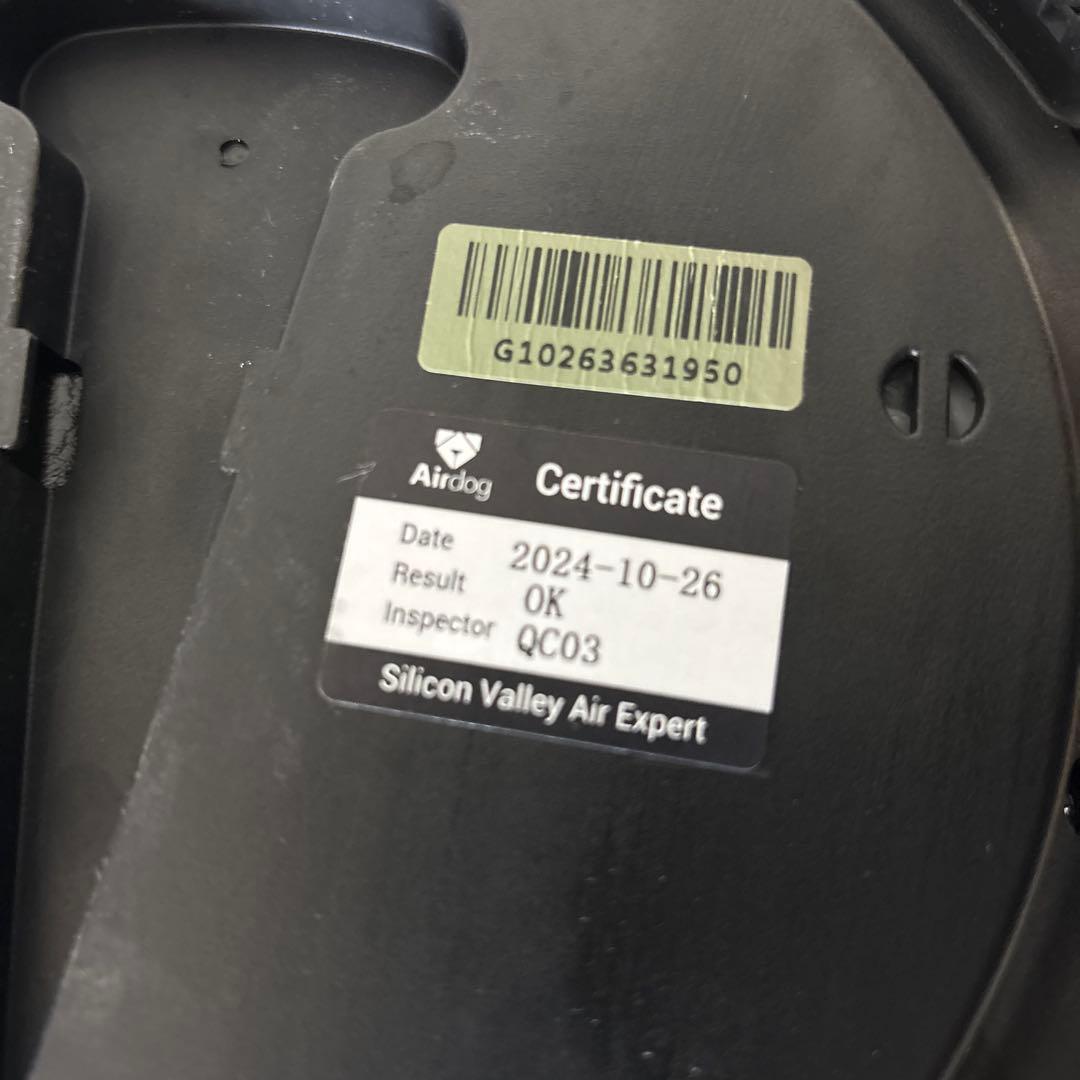 G10263631950
Airdog Certificate
Date 2024-10-26
Result OK
Inspector QC03
Silicon Valley Air Expert